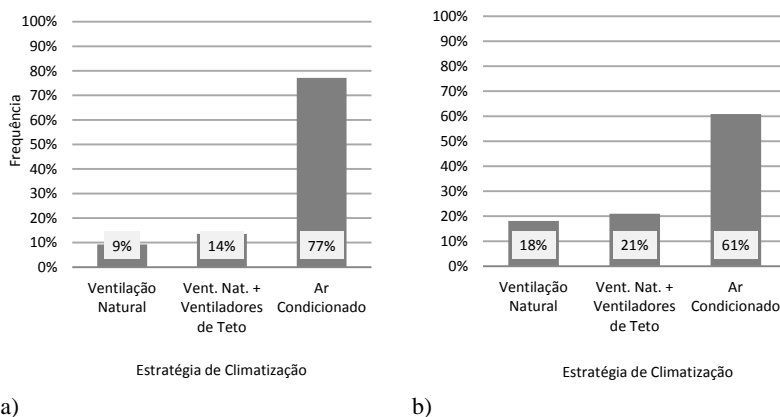 100%
90%
80%
70%
60%
50%
40%
30%
20%
10%
0%
Frequência
9%
14%
77%
Ventilação
Natural
Vent. Nat. +
Ventiladores
de Teto
Ar
Condicionado
Estratégia de Climatização
a)
100%
90%
80%
70%
60%
50%
40%
30%
20%
10%
0%
18%
21%
61%
Ventilação
Natural
Vent. Nat. +
Ventiladores
de Teto
Ar
Condicionado
Estratégia de Climatização
b)